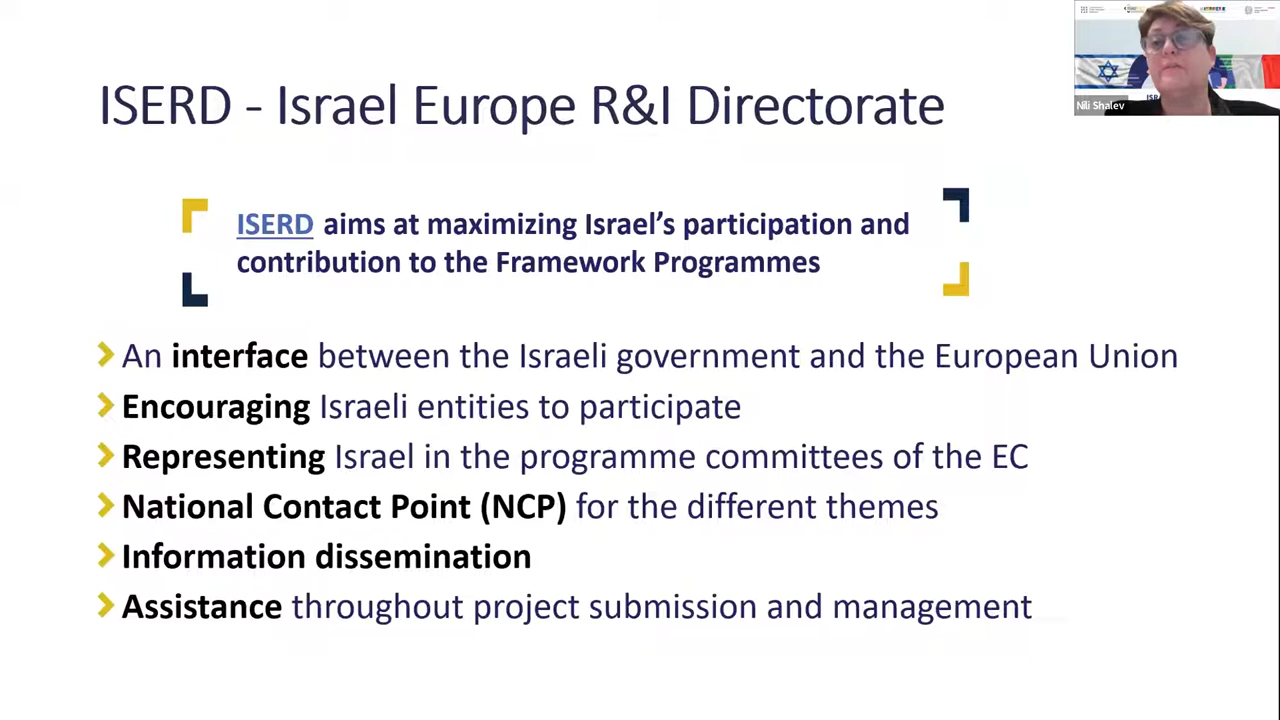 ISERD - Israel Europe R&I Directorate
ISERD aims at maximizing Israel’s participation and
contribution to the Framework Programmes
An interface between the Israeli government and the European Union
Encouraging Israeli entities to participate
Representing Israel in the programme committees of the EC
National Contact Point (NCP) for the different themes
Information dissemination
Assistance throughout project submission and management
Nili Shalev